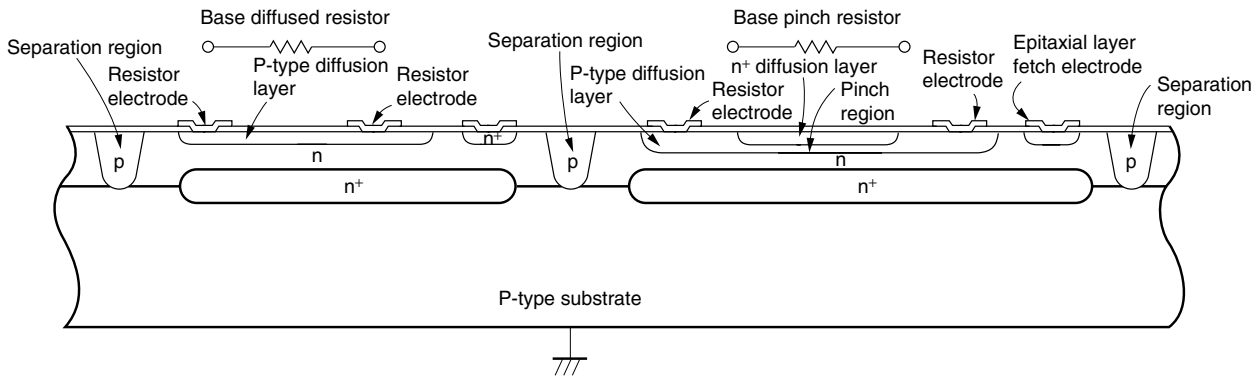 Base diffused resistor
Base pinch resistor
Separation region
Separation region
Epitaxial layer
fetch electrode
Resistor
electrode
P-type diffusion
layer
Resistor
electrode
P-type diffusion
layer
n+ diffusion layer
Resistor
electrode
Pinch
region
Resistor
electrode
Separation
region
n+
p
n
p
n
p
n+
n+
P-type substrate